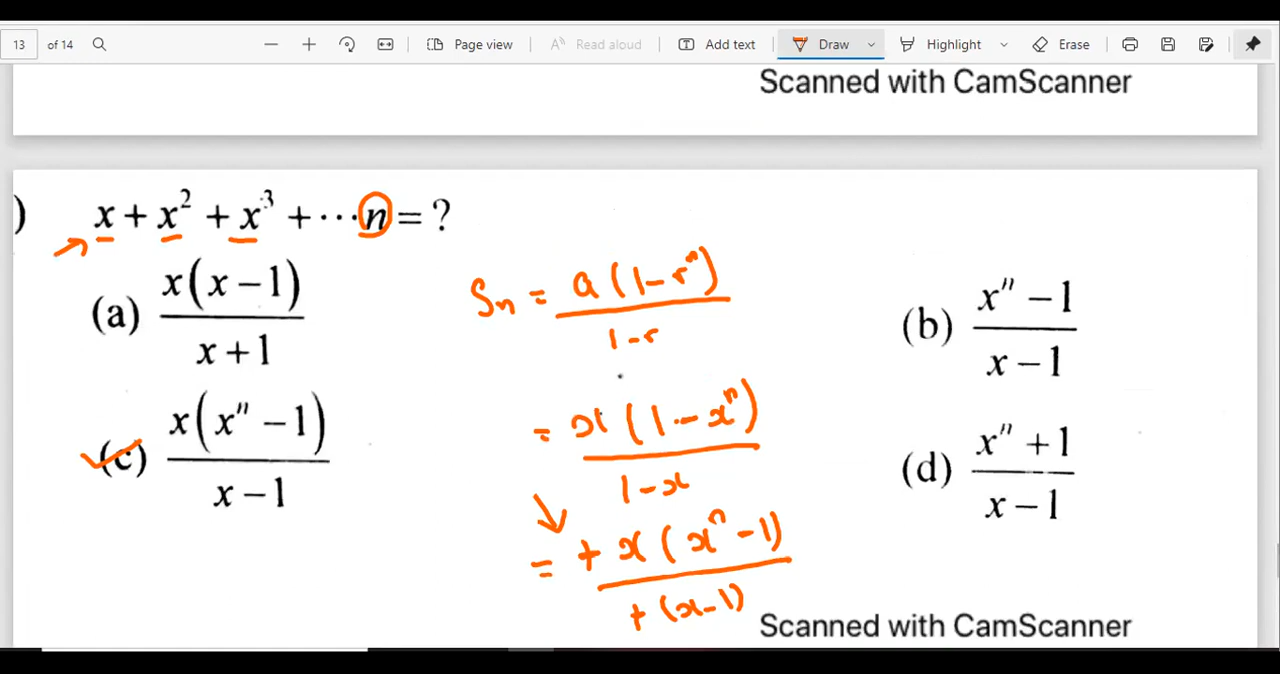 13 of 14 Page view Read aloud Add text Draw Highlight Erase
Scanned with CamScanner
) x + x² + x³ + ··· n = ?
(a) x(x − 1) / x + 1
(b) xⁿ − 1 / x − 1
(c) x(xⁿ − 1) / x − 1
(d) xⁿ + 1 / x − 1
Sn = a(1 − rⁿ) / 1 − r
= x(1 − xⁿ) / 1 − x
= + x(xⁿ − 1) / + (x − 1)
Scanned with CamScanner